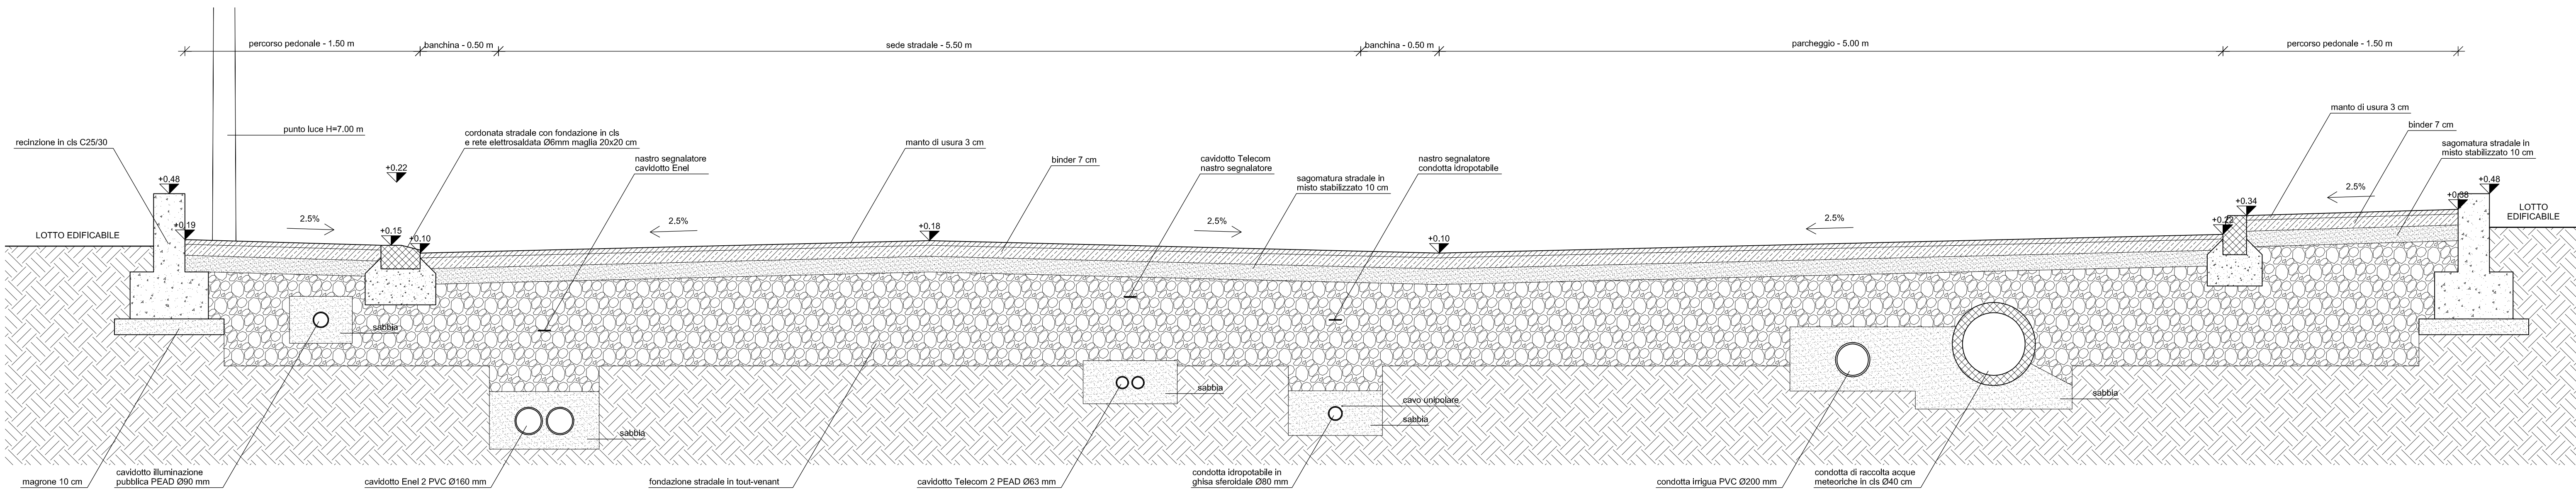 percorso pedonale - 1.50 m
banchina - 0.50 m
sede stradale - 5.50 m
banchina - 0.50 m
parcheggio - 5.00 m
percorso pedonale - 1.50 m
punto luce H=7.00 m
recinzione in cls C25/30
cordonata stradale con fondazione in cls
e rete elettrosaldata Ø6mm maglia 20x20 cm
nastro segnalatore
cavidotto Enel
manto di usura 3 cm
binder 7 cm
cavidotto Telecom
nastro segnalatore
sagomatura stradale in
misto stabilizzato 10 cm
nastro segnalatore
condotta idropotabile
manto di usura 3 cm
binder 7 cm
sagomatura stradale in
misto stabilizzato 10 cm
+0.48
+0.19
+0.22
+0.15
+0.10
+0.18
+0.10
+0.22
+0.34
+0.38
+0.48
2.5%
2.5%
2.5%
2.5%
2.5%
LOTTO EDIFICABILE
LOTTO
EDIFICABILE
sabbia
sabbia
sabbia
cavo unipolare
sabbia
sabbia
magrone 10 cm
cavidotto illuminazione
pubblica PEAD Ø90 mm
cavidotto Enel 2 PVC Ø160 mm
fondazione stradale in tout-venant
cavidotto Telecom 2 PEAD Ø63 mm
condotta idropotabile in
ghisa sferoidale Ø80 mm
condotta irrigua PVC Ø200 mm
condotta di raccolta acque
meteoriche in cls Ø40 cm